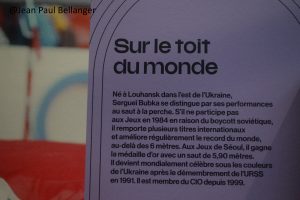 @Jean Paul Bellanger
Sur le toit
du monde
Né à Louhansk dans l'est de l'Ukraine,
Sergueï Bubka se distingue par ses performances
au saut à la perche. S'il ne participe pas
aux Jeux en 1984 en raison du boycott soviétique,
il remporte plusieurs titres internationaux
et améliore régulièrement le record du monde,
au-delà des 6 mètres. Aux Jeux de Séoul, il gagne
la médaille d'or avec un saut de 5,90 mètres.
Il devient mondialement célèbre sous les couleurs
de l'Ukraine après le démembrement de l'URSS
en 1991. Il est membre du CIO depuis 1999.